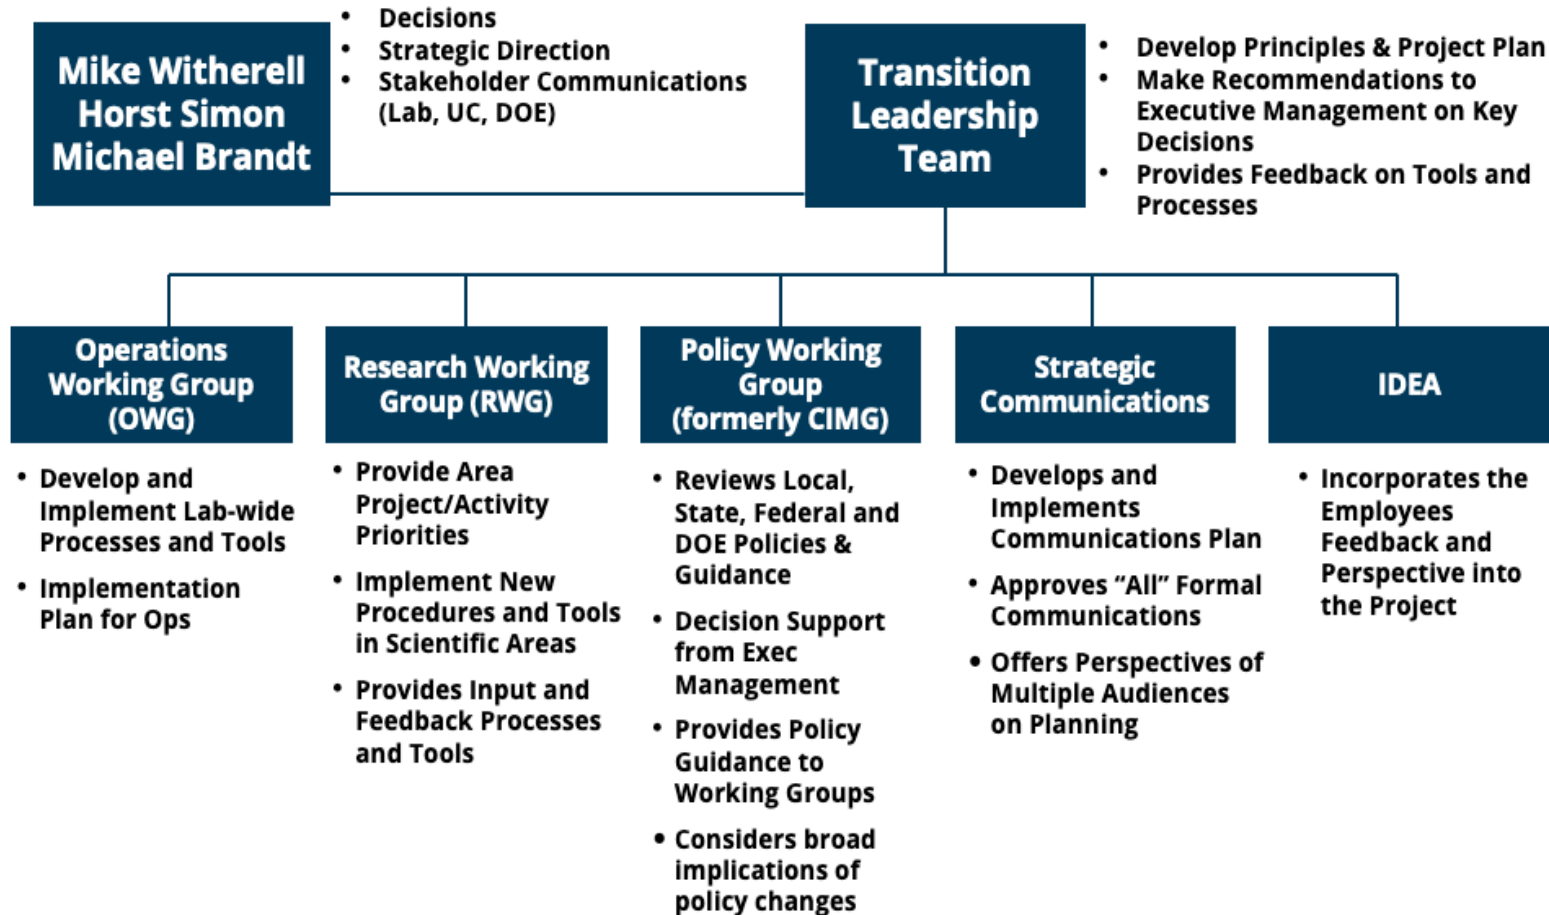 Mike Witherell
Horst Simon
Michael Brandt
• Decisions
• Strategic Direction
• Stakeholder Communications
(Lab, UC, DOE)
Transition
Leadership
Team
• Develop Principles & Project Plan
• Make Recommendations to
Executive Management on Key
Decisions
• Provides Feedback on Tools and
Processes
Operations
Working Group
(OWG)
• Develop and
Implement Lab-wide
Processes and Tools
• Implementation
Plan for Ops
Research Working
Group (RWG)
• Provide Area
Project/Activity
Priorities
• Implement New
Procedures and Tools
in Scientific Areas
• Provides Input and
Feedback Processes
and Tools
Policy Working
Group
(formerly CIMG)
• Reviews Local,
State, Federal and
DOE Policies &
Guidance
• Decision Support
from Exec
Management
• Provides Policy
Guidance to
Working Groups
• Considers broad
implications of
policy changes
Strategic
Communications
• Develops and
Implements
Communications Plan
• Approves “All” Formal
Communications
• Offers Perspectives of
Multiple Audiences
on Planning
IDEA
• Incorporates the
Employees
Feedback and
Perspective into
the Project